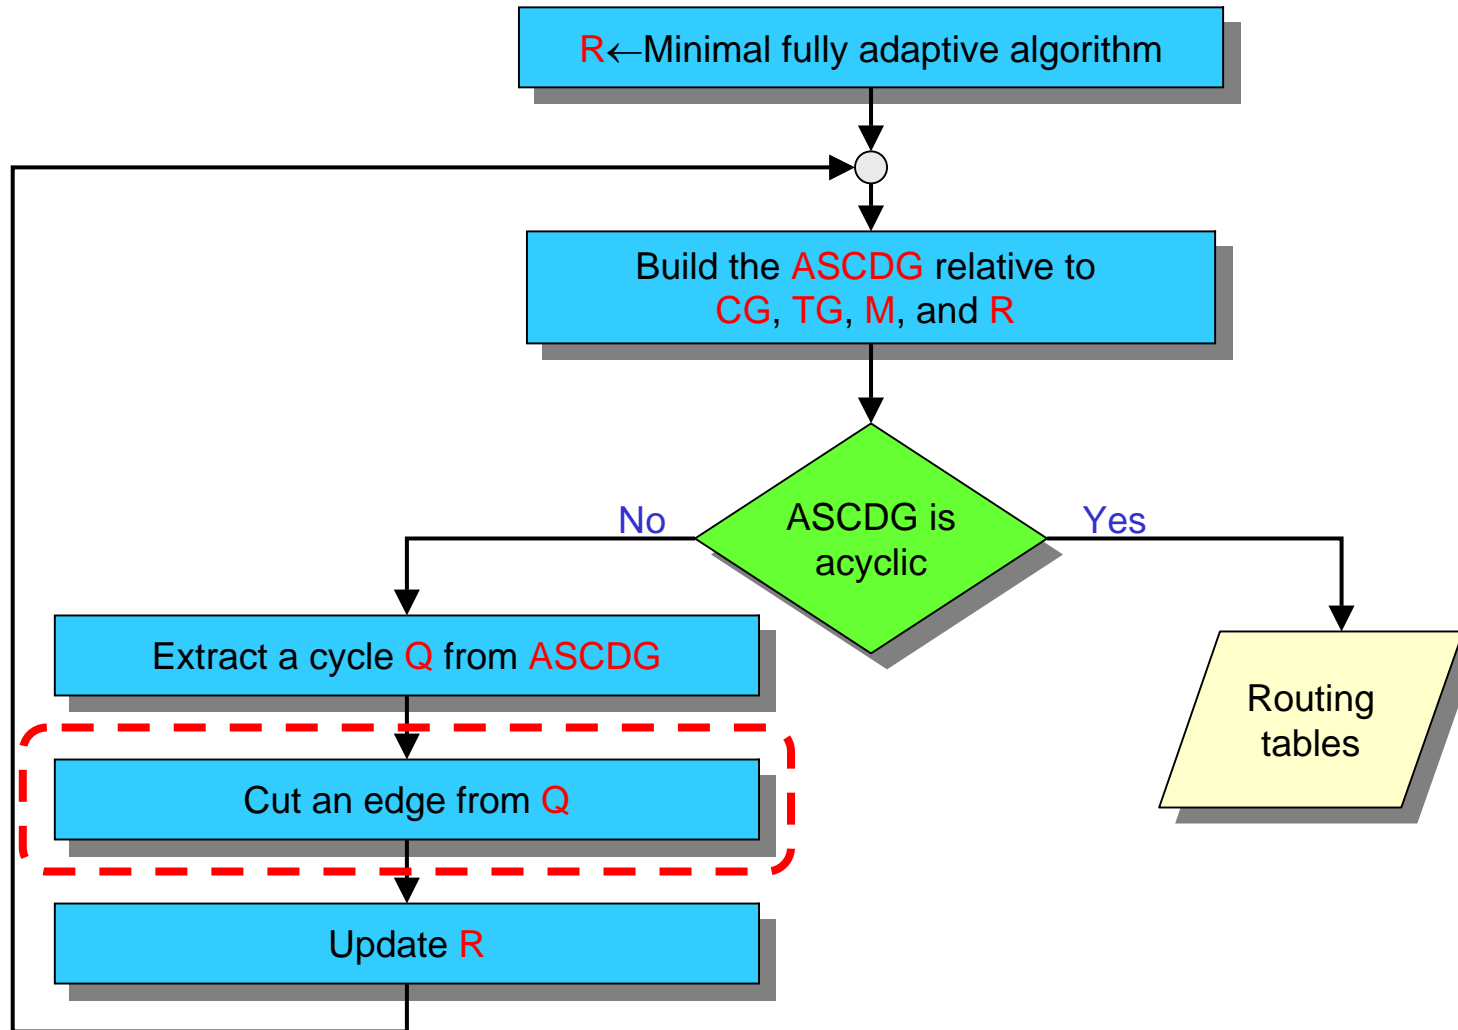 R←Minimal fully adaptive algorithm
Build the ASCDG relative to
CG, TG, M, and R
ASCDG is
acyclic
No
Yes
Extract a cycle Q from ASCDG
Cut an edge from Q
Update R
Routing
tables